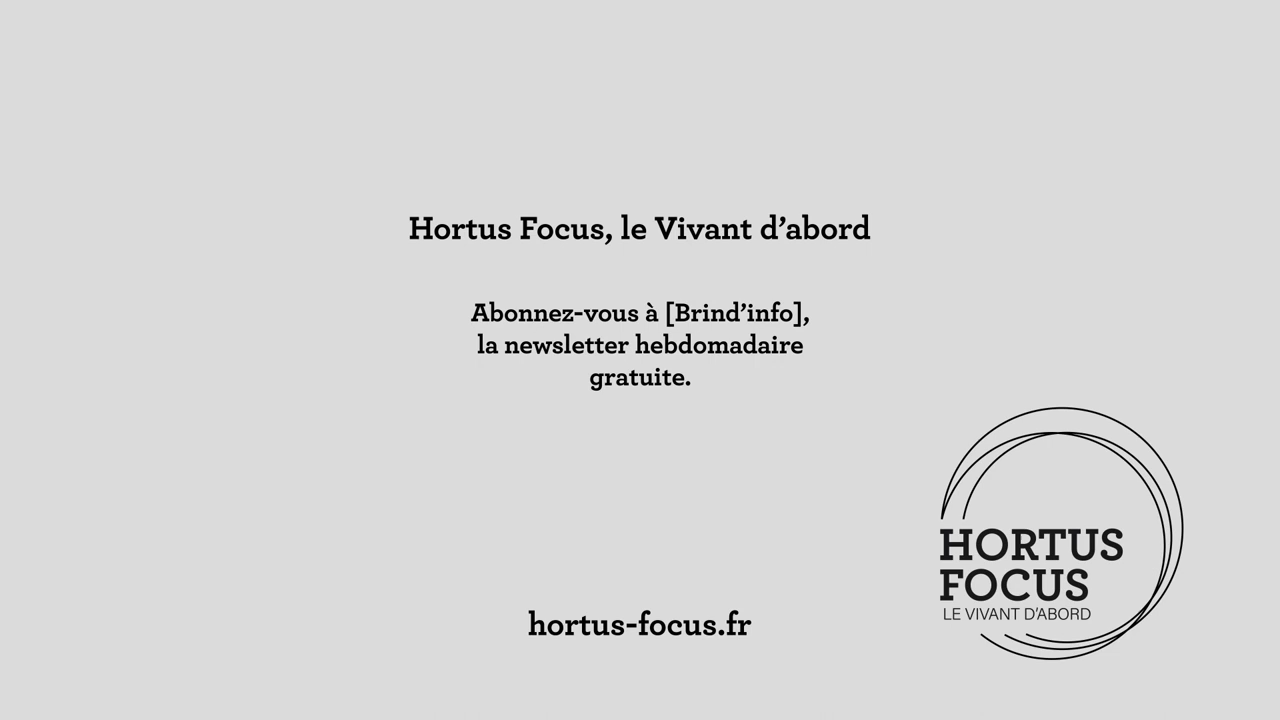 Hortus Focus, le Vivant d’abord
Abonnez-vous à [Brind’info],
la newsletter hebdomadaire
gratuite.
HORTUS
FOCUS
LE VIVANT D'ABORD
hortus-focus.fr